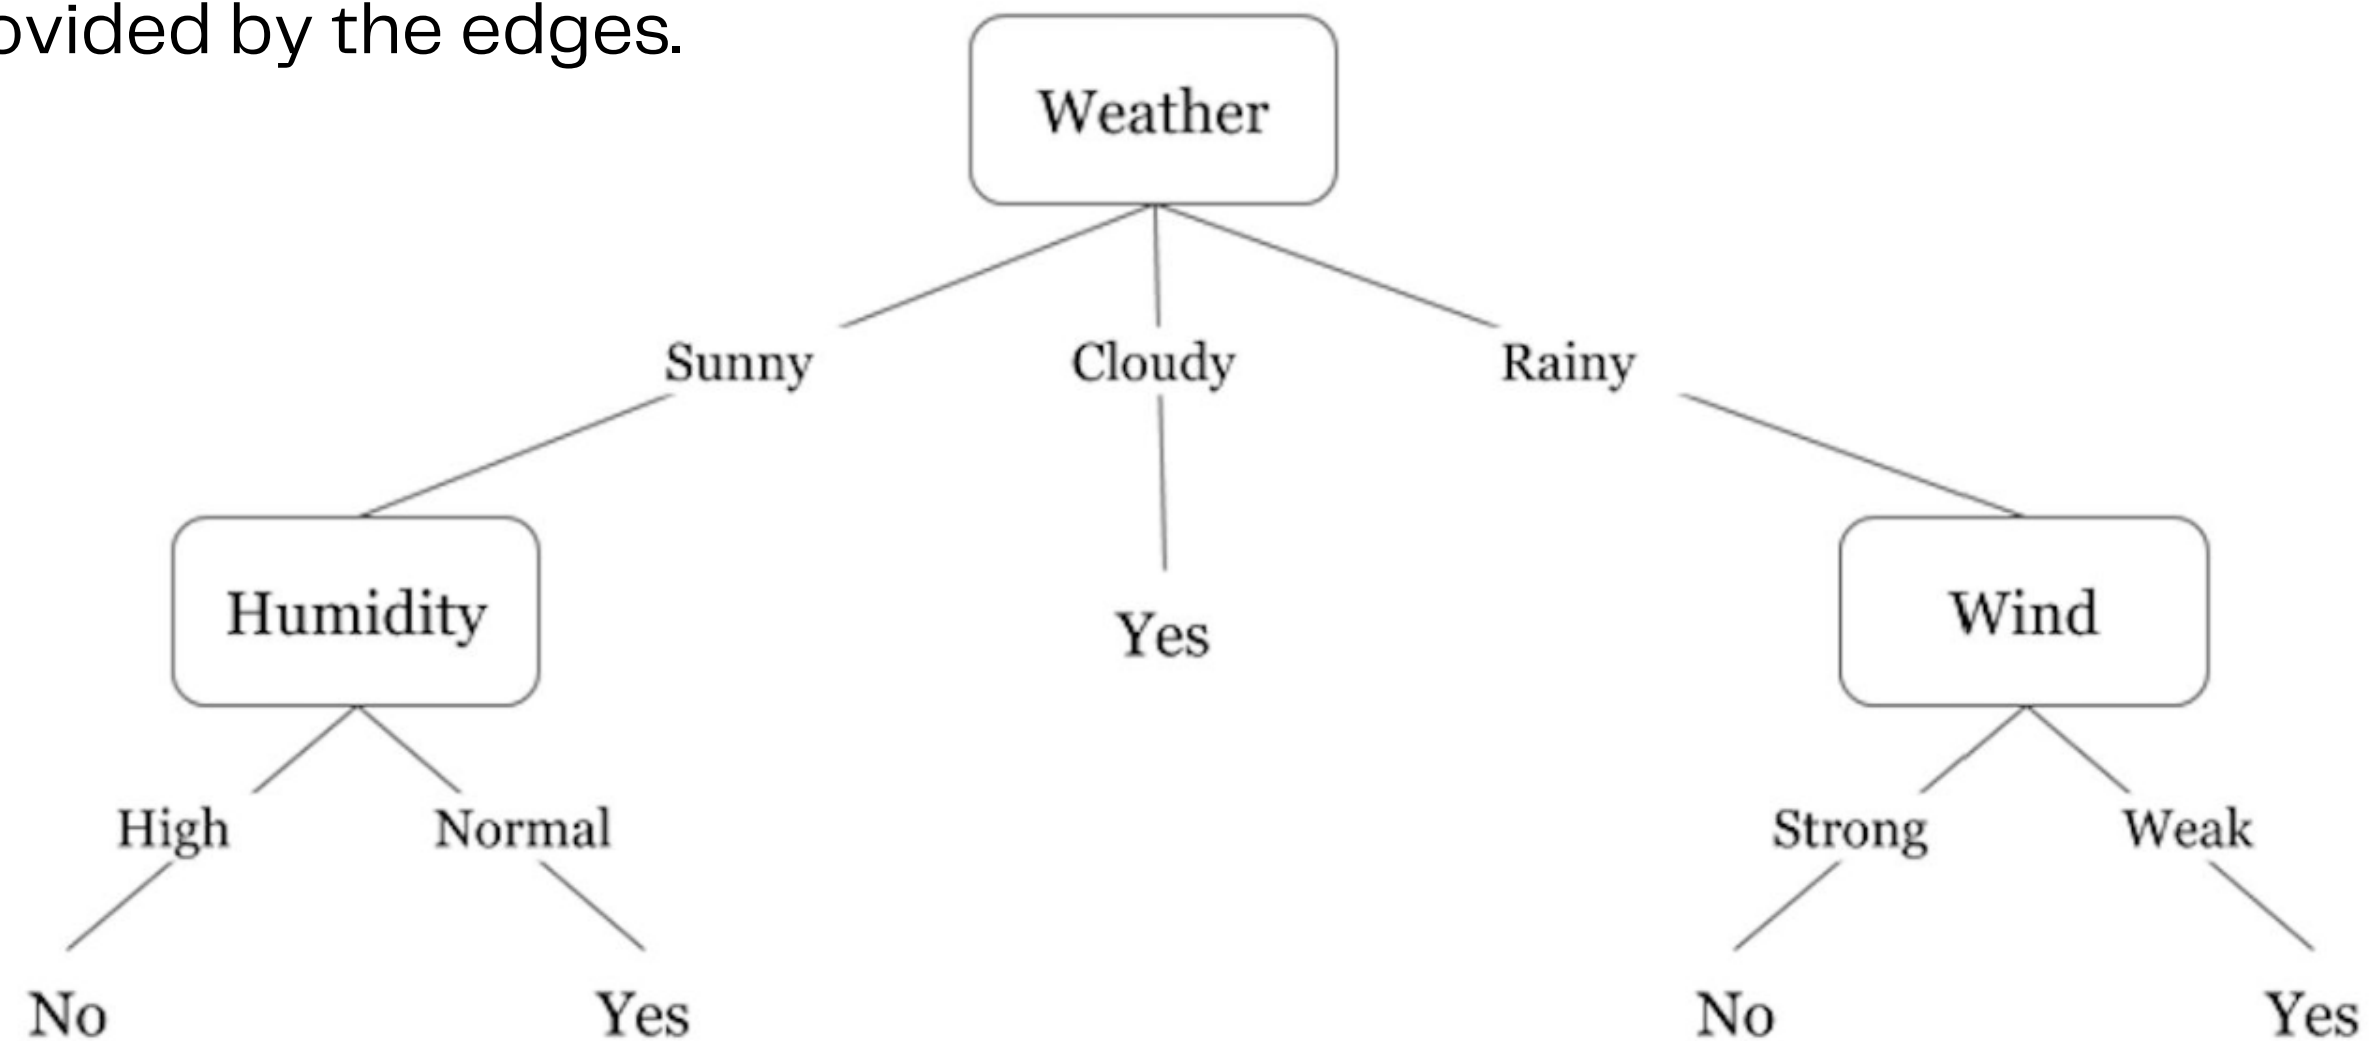 ovided by the edges.
Weather
Sunny Cloudy Rainy
Humidity Yes Wind
High Normal Strong Weak
No Yes No Yes